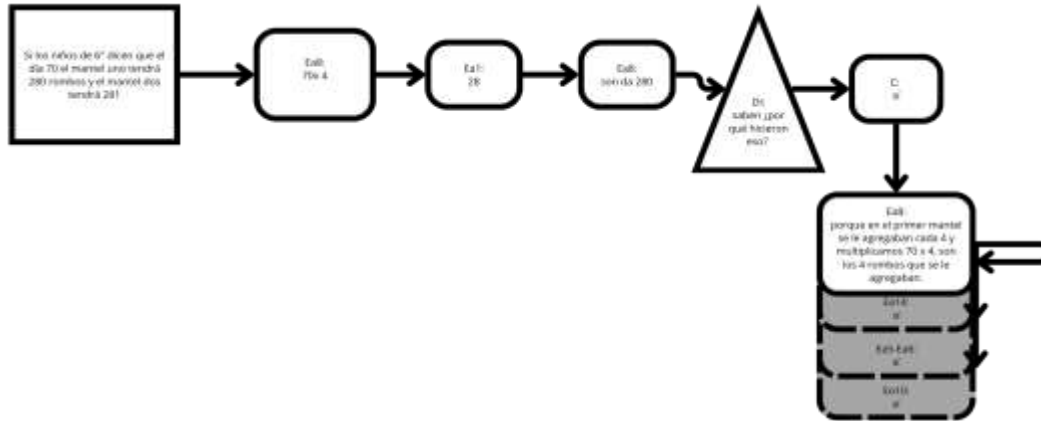 Si los niños de 6° dicen que el
día 70 el mantel uno tendrá
280 rombos y el mantel dos
tendrá 281
Ea8:
70x 4
Ea1:
28
Ea8:
son da 280
DI:
saben ¿por
qué hicieron
eso?
C:
si
Ea8:
porque en el primer mantel
se le agregaban cada 4 y
multiplicamos 70 x 4, son
los 4 rombos que se le
agregaban.